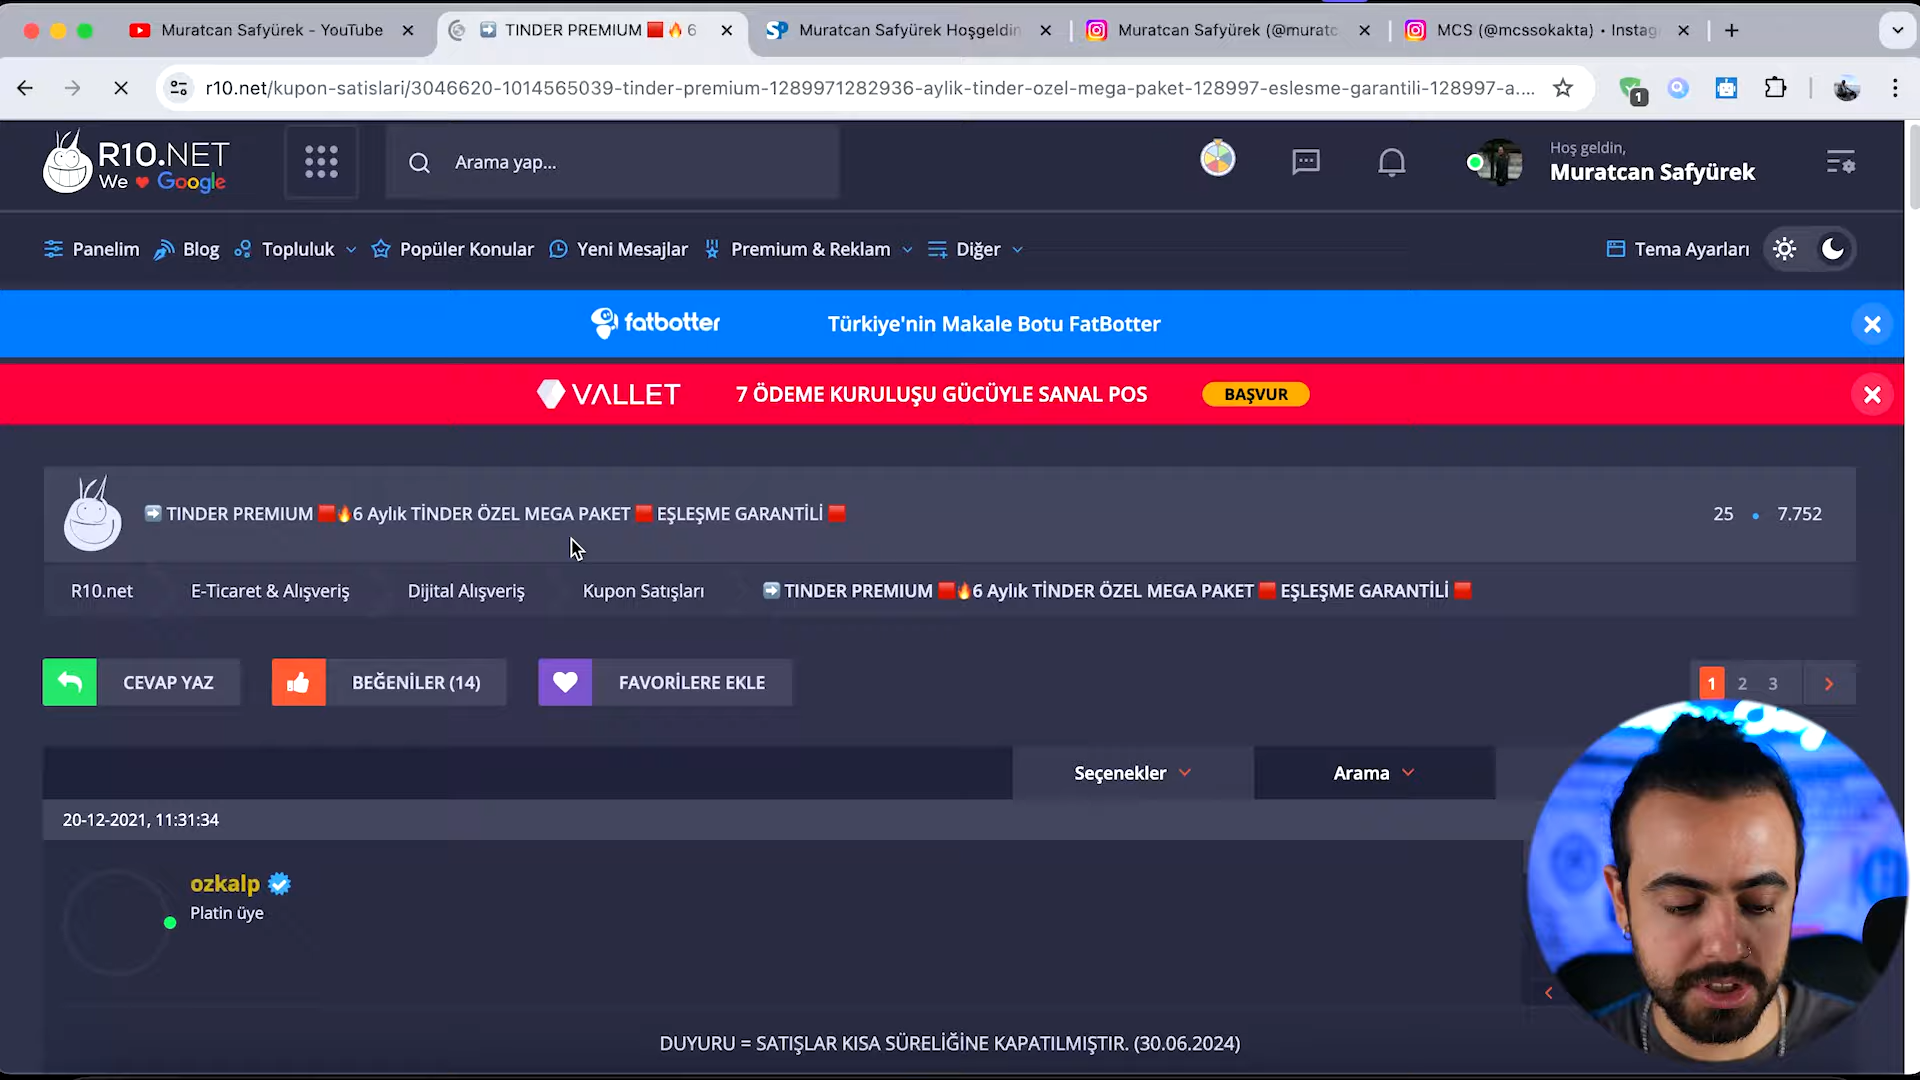 Muratcan Safyürek - YouTube
TINDER PREMIUM 🟥🔥 6
Muratcan Safyürek Hoşgeldin
Muratcan Safyürek (@muratc
MCS (@mcssokakta) • Instag
r10.net/kupon-satislari/3046620-1014565039-tinder-premium-1289971282936-aylik-tinder-ozel-mega-paket-128997-eslesme-garantili-128997-a....
1
R10.NET
We ❤ Google
Arama yap...
Hoş geldin,
Muratcan Safyürek
Panelim
Blog
Topluluk
Popüler Konular
Yeni Mesajlar
Premium & Reklam
Diğer
Tema Ayarları
fatbotter
Türkiye'nin Makale Botu FatBotter
VALLET
7 ÖDEME KURULUŞU GÜCÜYLE SANAL POS
BAŞVUR
➡️ TINDER PREMIUM 🟥🔥6 Aylık TİNDER ÖZEL MEGA PAKET 🟥 EŞLEŞME GARANTİLİ 🟥
25 • 7.752
R10.net
E-Ticaret & Alışveriş
Dijital Alışveriş
Kupon Satışları
➡️ TINDER PREMIUM 🟥🔥6 Aylık TİNDER ÖZEL MEGA PAKET 🟥 EŞLEŞME GARANTİLİ 🟥
CEVAP YAZ
BEĞENİLER (14)
FAVORİLERE EKLE
1 2 3
Seçenekler
Arama
20-12-2021, 11:31:34
ozkalp
Platin üye
DUYURU = SATIŞLAR KISA SÜRELİĞİNE KAPATILMIŞTIR. (30.06.2024)